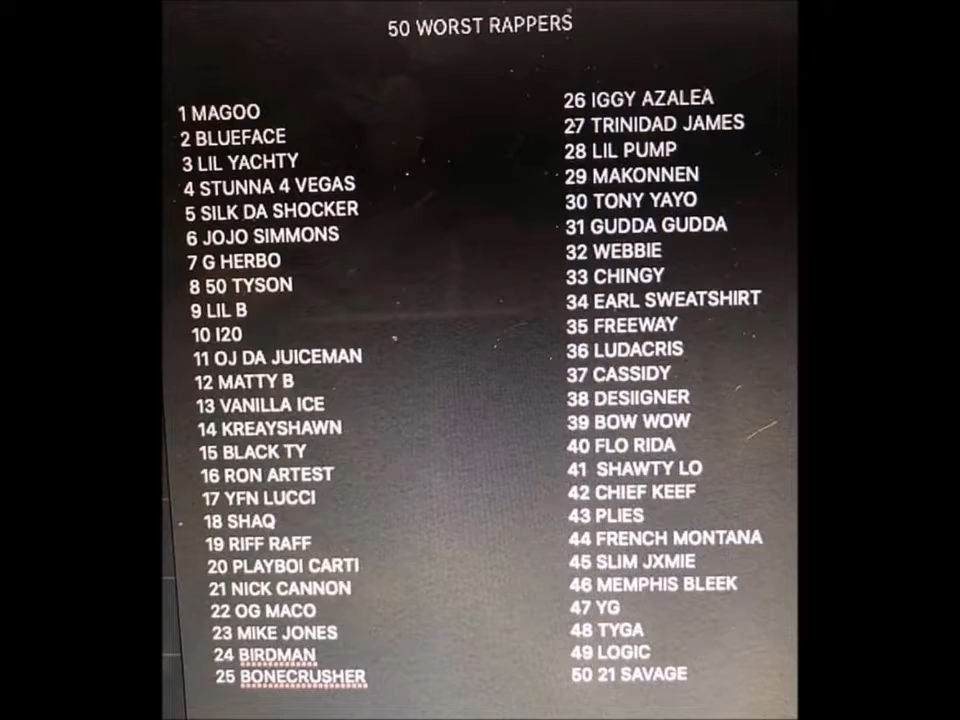 50 WORST RAPPERS
1 MAGOO
2 BLUEFACE
3 LIL YACHTY
4 STUNNA 4 VEGAS
5 SILK DA SHOCKER
6 JOJO SIMMONS
7 G HERBO
8 50 TYSON
9 LIL B
10 I20
11 OJ DA JUICEMAN
12 MATTY B
13 VANILLA ICE
14 KREAYSHAWN
15 BLACK TY
16 RON ARTEST
17 YFN LUCCI
18 SHAQ
19 RIFF RAFF
20 PLAYBOI CARTI
21 NICK CANNON
22 OG MACO
23 MIKE JONES
24 BIRDMAN
25 BONECRUSHER
26 IGGY AZALEA
27 TRINIDAD JAMES
28 LIL PUMP
29 MAKONNEN
30 TONY YAYO
31 GUDDA GUDDA
32 WEBBIE
33 CHINGY
34 EARL SWEATSHIRT
35 FREEWAY
36 LUDACRIS
37 CASSIDY
38 DESIIGNER
39 BOW WOW
40 FLO RIDA
41 SHAWTY LO
42 CHIEF KEEF
43 PLIES
44 FRENCH MONTANA
45 SLIM JXMIE
46 MEMPHIS BLEEK
47 YG
48 TYGA
49 LOGIC
50 21 SAVAGE